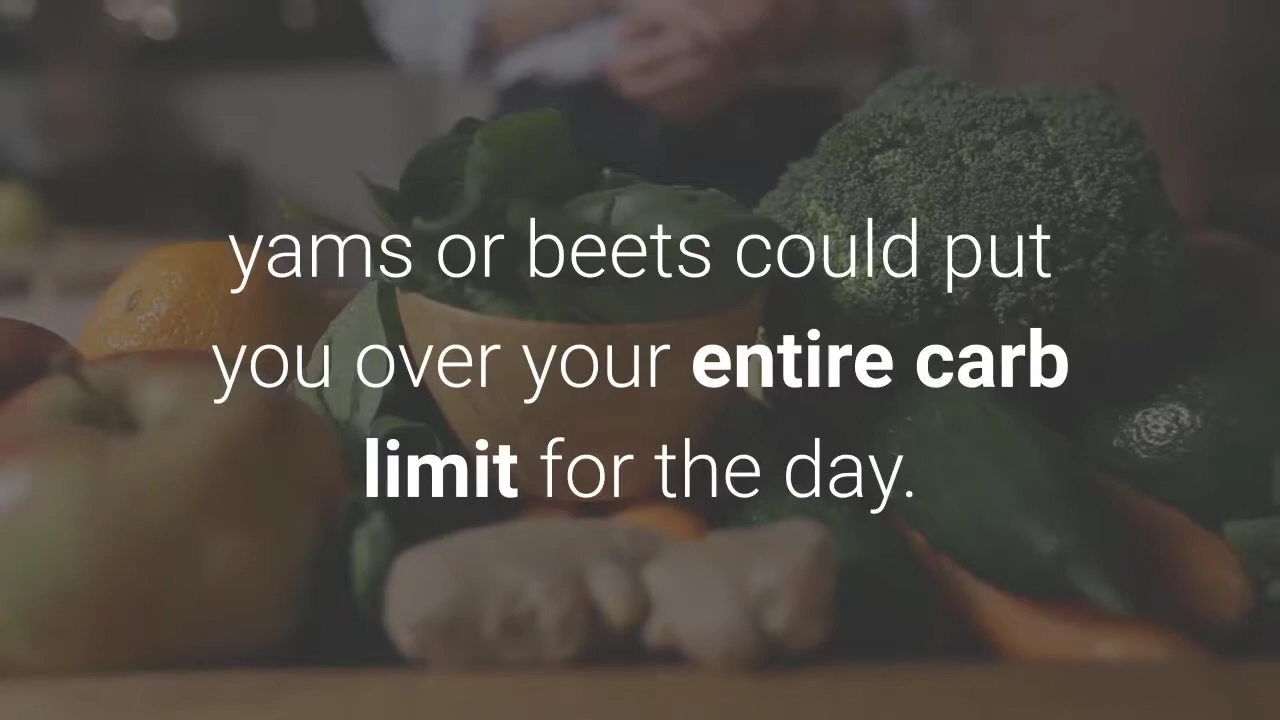 yams or beets could put
you over your entire carb
limit for the day.